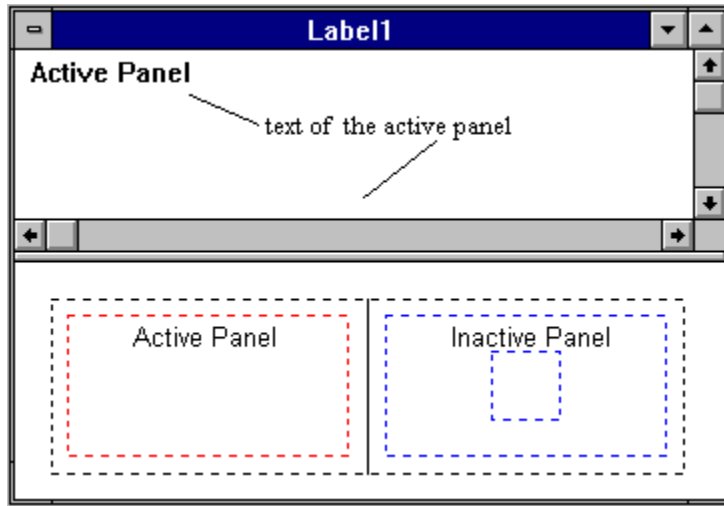 Label1
Active Panel
text of the active panel
Active Panel
Inactive Panel